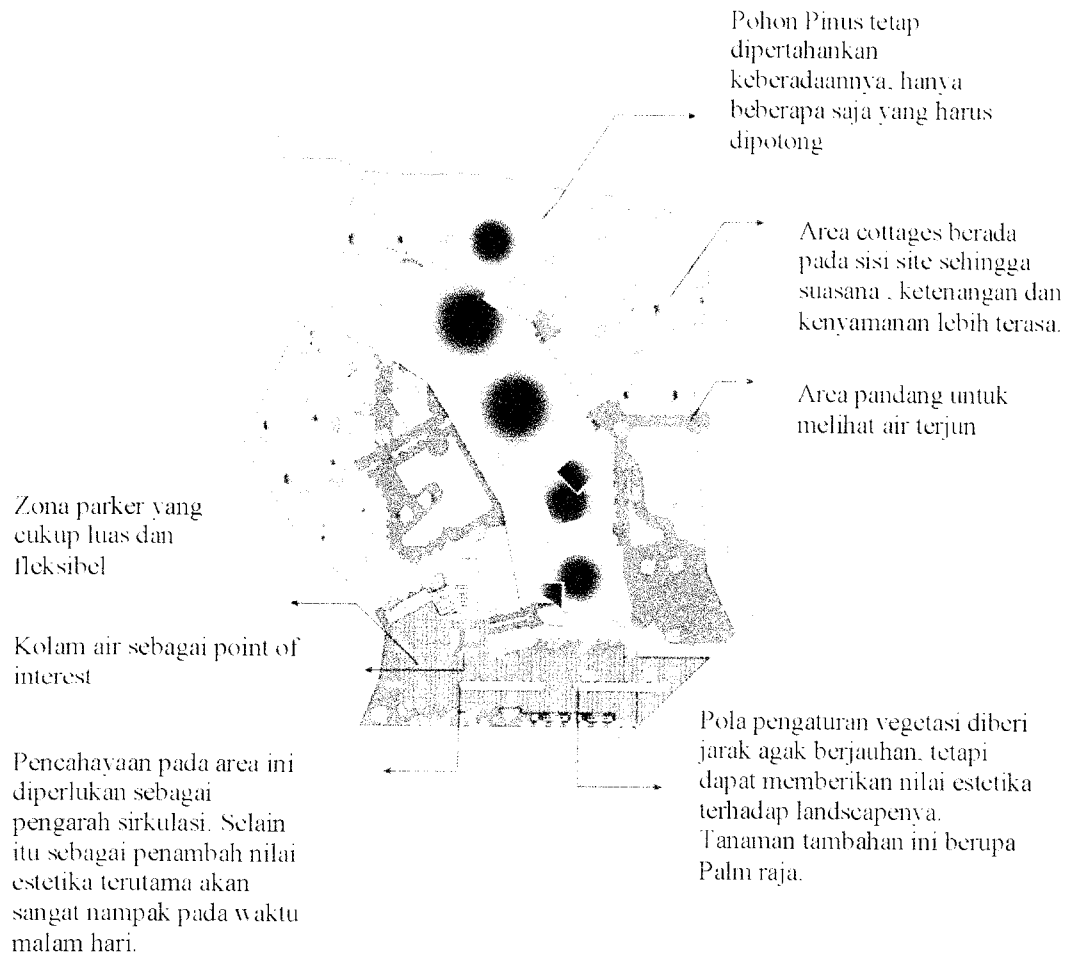 Pohon Pinus tetap
dipertahankan
keberadaannya, hanya
beberapa saja yang harus
dipotong
Area cottages berada
pada sisi site sehingga
suasana , ketenangan dan
kenyamanan lebih terasa.
Area pandang untuk
melihat air terjun
Zona parker yang
cukup luas dan
fleksibel
Kolam air sebagai point of
interest
Pencahayaan pada area ini
diperlukan sebagai
pengarah sirkulasi. Selain
itu sebagai penambah nilai
estetika terutama akan
sangat nampak pada waktu
malam hari.
Pola pengaturan vegetasi diberi
jarak agak berjauhan, tetapi
dapat memberikan nilai estetika
terhadap landscapenya.
Tanaman tambahan ini berupa
Palm raja.